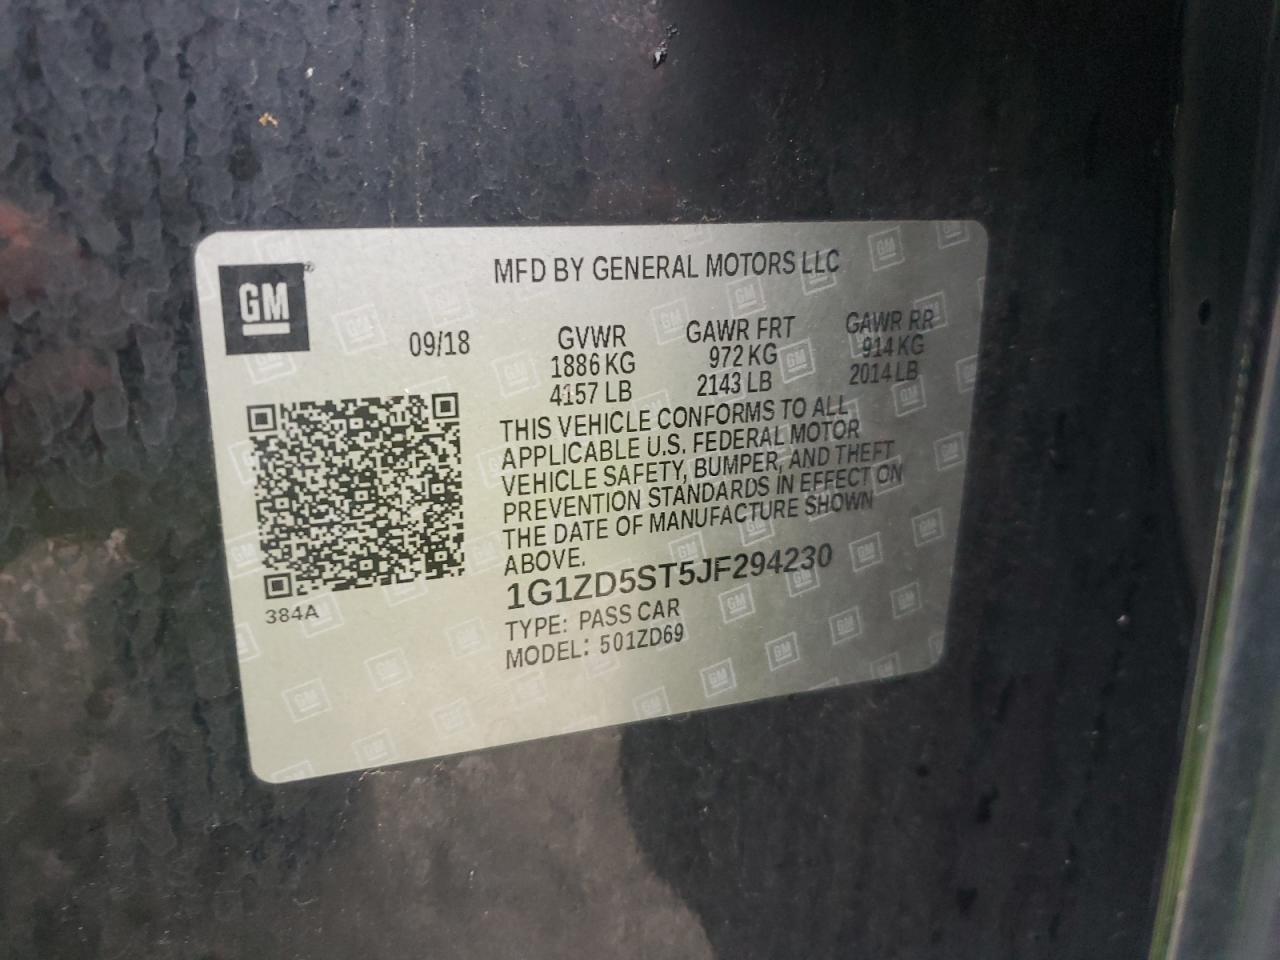 GM
MFD BY GENERAL MOTORS LLC
09/18
GVWR GAWR FRT GAWR RR
1886 KG 972 KG 914 KG
4157 LB 2143 LB 2014 LB
THIS VEHICLE CONFORMS TO ALL
APPLICABLE U.S. FEDERAL MOTOR
VEHICLE SAFETY, BUMPER, AND THEFT
PREVENTION STANDARDS IN EFFECT ON
THE DATE OF MANUFACTURE SHOWN
ABOVE.
1G1ZD5ST5JF294230
TYPE: PASS CAR
MODEL: 501ZD69
384A